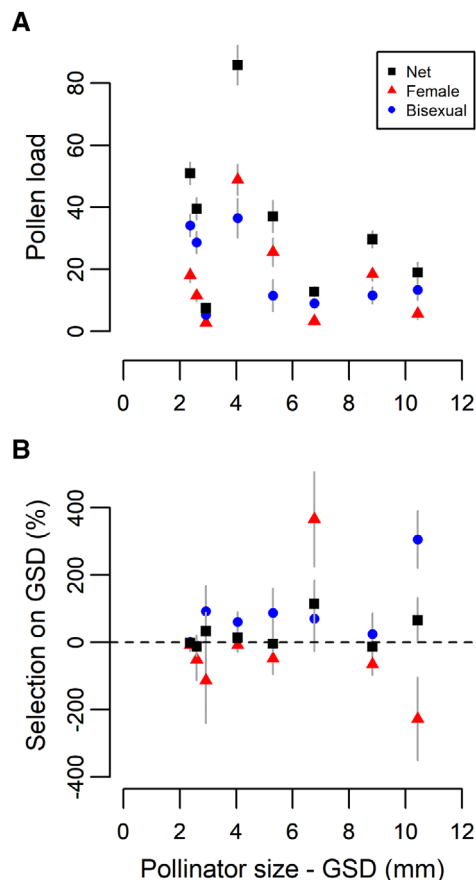 A
Pollen load
0 20 40 60 80
Net
Female
Bisexual
0 2 4 6 8 10 12
B
Selection on GSD (%)
-400 -200 0 200 400
0 2 4 6 8 10 12
Pollinator size - GSD (mm)